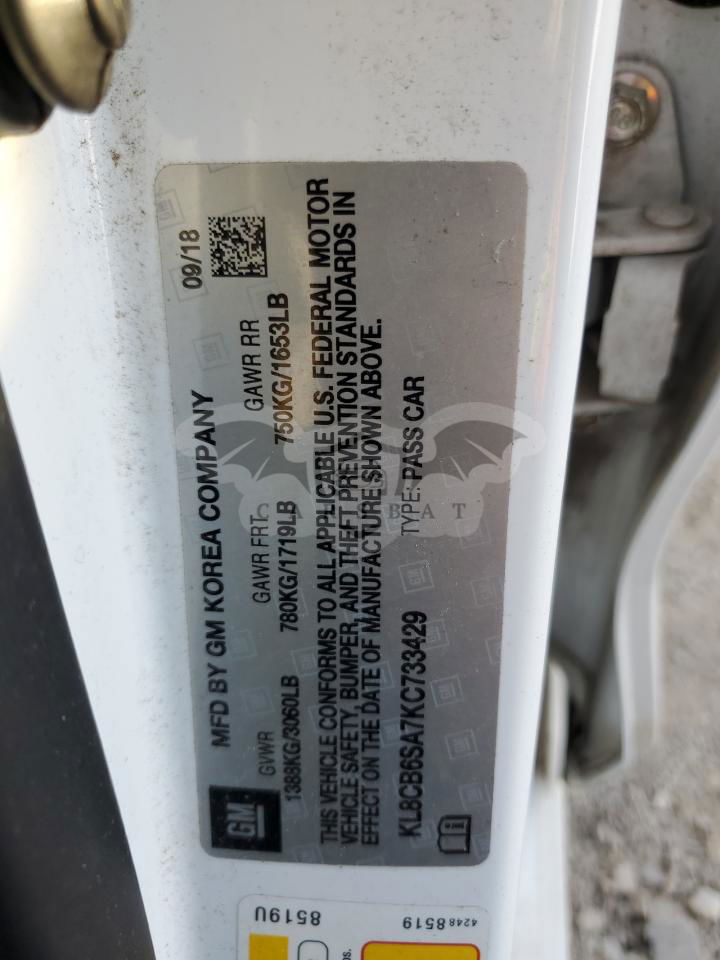 MFD BY GM KOREA COMPANY 09/18
GM
GVWR GAWR FRT GAWR RR
1388KG/3060LB 780KG/1719LB 750KG/1653LB
THIS VEHICLE CONFORMS TO ALL APPLICABLE U.S. FEDERAL MOTOR
VEHICLE SAFETY, BUMPER, AND THEFT PREVENTION STANDARDS IN
EFFECT ON THE DATE OF MANUFACTURE SHOWN ABOVE.
KL8CB6SA7KC733429 TYPE: PASS CAR
8519U
42488519